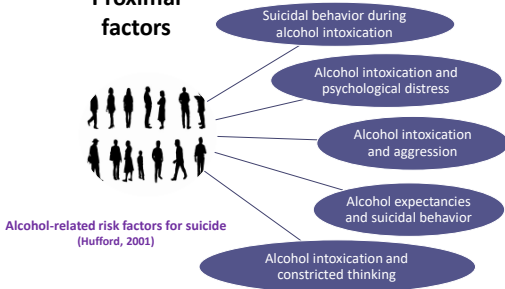 Proximal
factors
Suicidal behavior during
alcohol intoxication
Alcohol intoxication and
psychological distress
Alcohol intoxication
and aggression
Alcohol expectancies
and suicidal behavior
Alcohol intoxication and
constricted thinking
Alcohol-related risk factors for suicide
(Hufford, 2001)